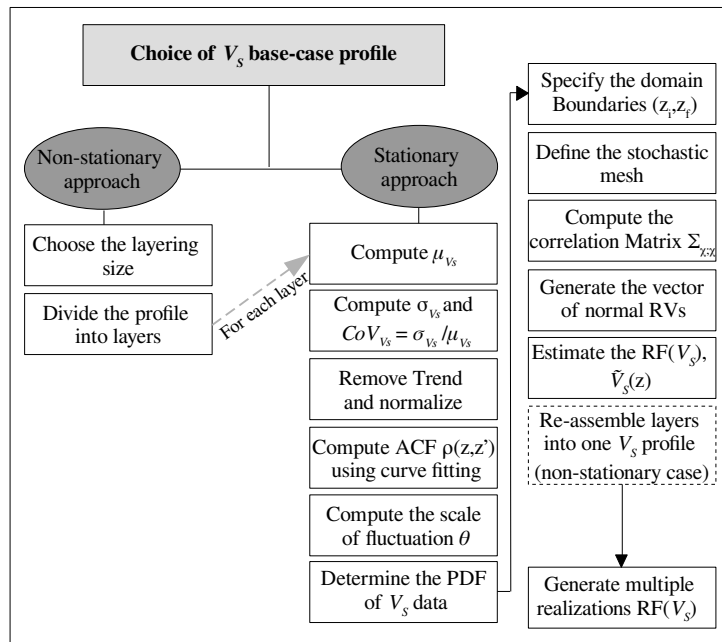 Choice of V_S base-case profile
Non-stationary
approach
Choose the layering
size
Divide the profile
into layers
For each layer
Stationary
approach
Compute μ_Vs
Compute σ_Vs and
CoV_Vs = σ_Vs /μ_Vs
Remove Trend
and normalize
Compute ACF ρ(z,z’)
using curve fitting
Compute the scale
of fluctuation θ
Determine the PDF
of V_S data
Specify the domain
Boundaries (z_i,z_f)
Define the stochastic
mesh
Compute the
correlation Matrix Σ_χ;χ
Generate the vector
of normal RVs
Estimate the RF(V_S),
Ṽ_S(z)
Re-assemble layers
into one V_S profile
(non-stationary case)
Generate multiple
realizations RF(V_S)